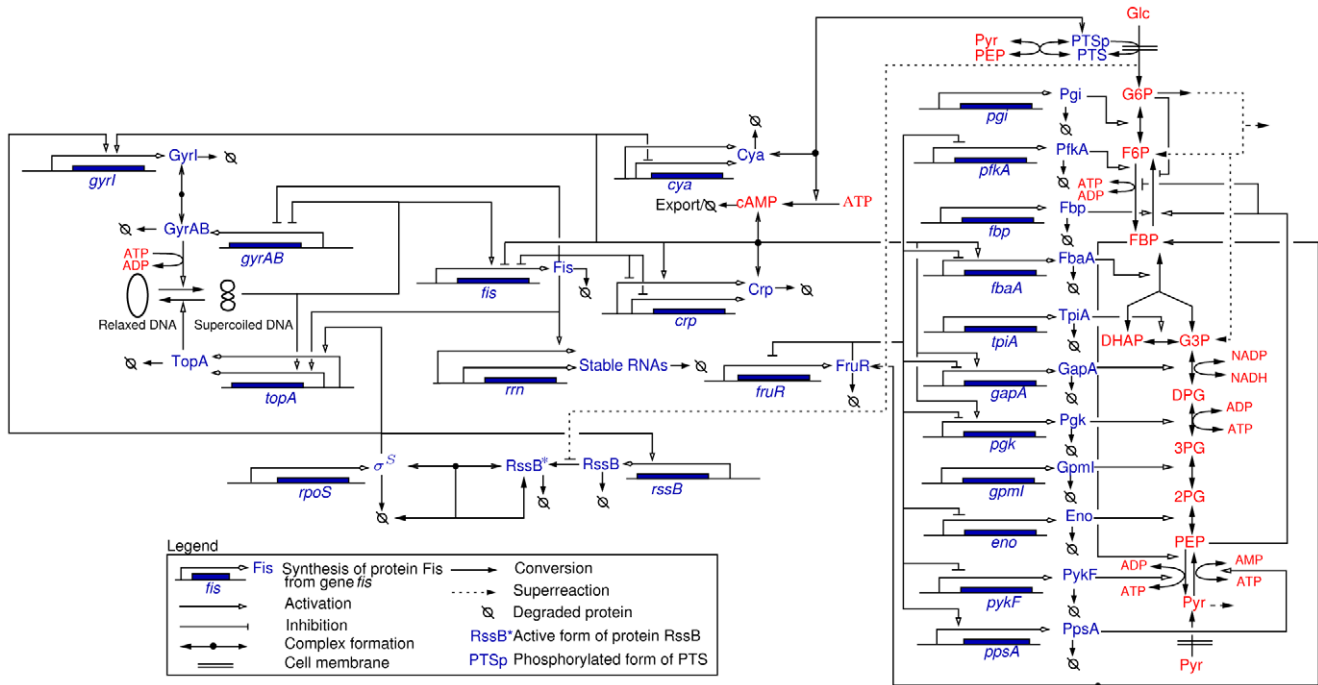 Glc
Pyr
PTSp
PEP
PTS
Pgi
G6P
pgi
GyrI
Cya
PfkA
F6P
gyrI
cya
pfkA
ATP
ADP
Export/Ø
cAMP
ATP
Fbp
GyrAB
gyrAB
fbp
FBP
ATP
ADP
Fis
FbaA
fis
Crp
fbaA
crp
Relaxed DNA
Supercoiled DNA
TpiA
tpiA
DHAP
G3P
TopA
Stable RNAs
FruR
GapA
NADP
NADH
topA
rrn
fruR
gapA
DPG
Pgk
ADP
ATP
pgk
3PG
σS
RssB*
RssB
GpmI
rpoS
rssB
gpmI
2PG
Eno
eno
PEP
ADP
ATP
AMP
ATP
PykF
pykF
Pyr
PpsA
ppsA
Pyr
Legend
Fis
fis
Synthesis of protein Fis
from gene fis
Activation
Inhibition
Complex formation
Cell membrane
Conversion
Superreaction
Ø Degraded protein
RssB* Active form of protein RssB
PTSp Phosphorylated form of PTS